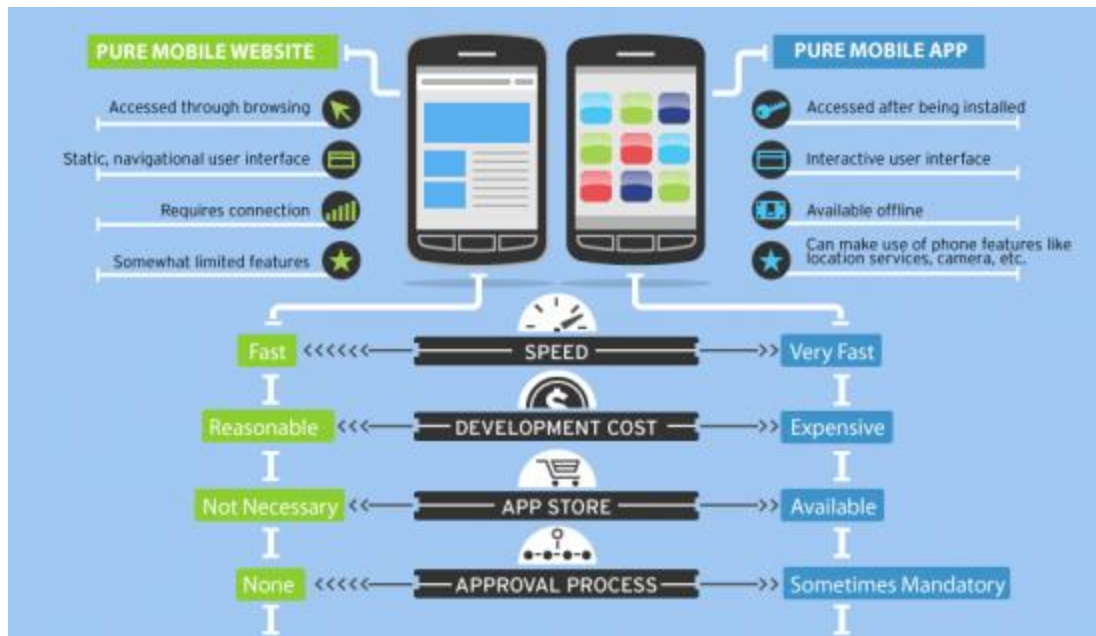 PURE MOBILE WEBSITE
Accessed through browsing
Static, navigational user interface
Requires connection
Somewhat limited features
PURE MOBILE APP
Accessed after being installed
Interactive user interface
Available offline
Can make use of phone features like
location services, camera, etc.
Fast <<<<<< SPEED >> Very Fast
$
Reasonable <<< DEVELOPMENT COST >> Expensive
Not Necessary << APP STORE >> Available
None <<<<< APPROVAL PROCESS >> Sometimes Mandatory